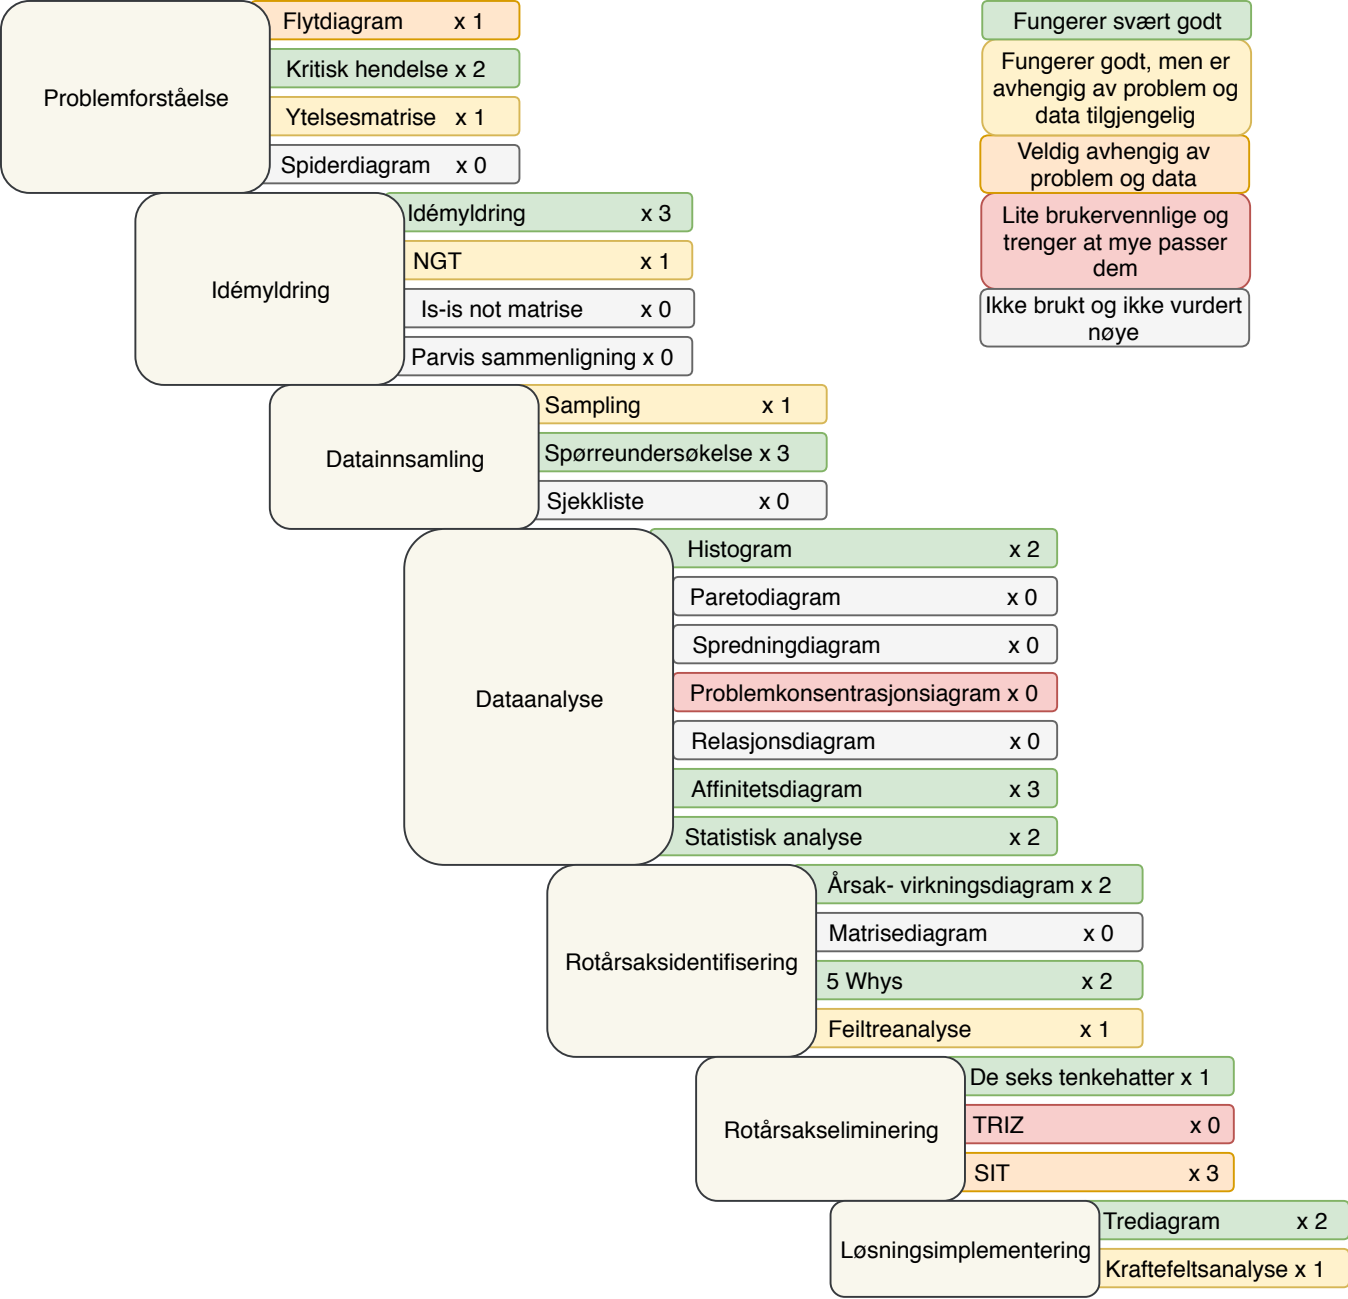 Problemforståelse
Flytdiagram x 1
Kritisk hendelse x 2
Ytelsesmatrise x 1
Spiderdiagram x 0
Fungerer svært godt
Fungerer godt, men er
avhengig av problem og
data tilgjengelig
Veldig avhengig av
problem og data
Lite brukervennlige og
trenger at mye passer
dem
Ikke brukt og ikke vurdert
nøye
Idémyldring
Idémyldring x 3
NGT x 1
Is-is not matrise x 0
Parvis sammenligning x 0
Datainnsamling
Sampling x 1
Spørreundersøkelse x 3
Sjekkliste x 0
Dataanalyse
Histogram x 2
Paretodiagram x 0
Spredningdiagram x 0
Problemkonsentrasjonsiagram x 0
Relasjonsdiagram x 0
Affinitetsdiagram x 3
Statistisk analyse x 2
Rotårsaksidentifisering
Årsak- virkningsdiagram x 2
Matrisediagram x 0
5 Whys x 2
Feiltreanalyse x 1
Rotårsakseliminering
De seks tenkehatter x 1
TRIZ x 0
SIT x 3
Løsningsimplementering
Trediagram x 2
Kraftefeltsanalyse x 1